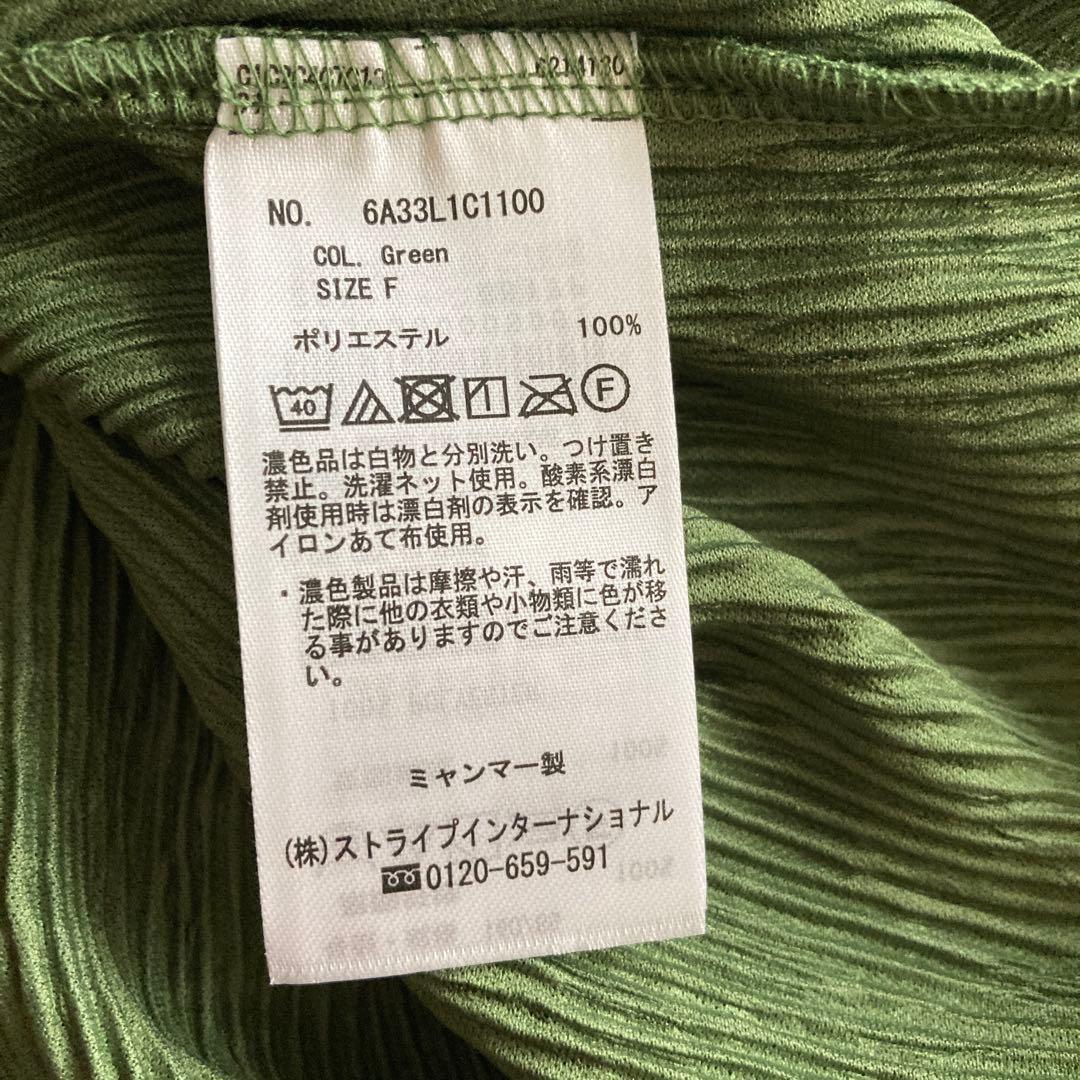 NO. 6A33L1C1100
COL. Green
SIZE F
ポリエステル 100%
40 F
濃色品は白物と分別洗い。つけ置き
禁止。洗濯ネット使用。酸素系漂白
剤使用時は漂白剤の表示を確認。ア
イロンあて布使用。
・濃色製品は摩擦や汗、雨等で濡れ
た際に他の衣類や小物類に色が移
る事がありますのでご注意くださ
い。
ミャンマー製
(株)ストライプインターナショナル
0120-659-591